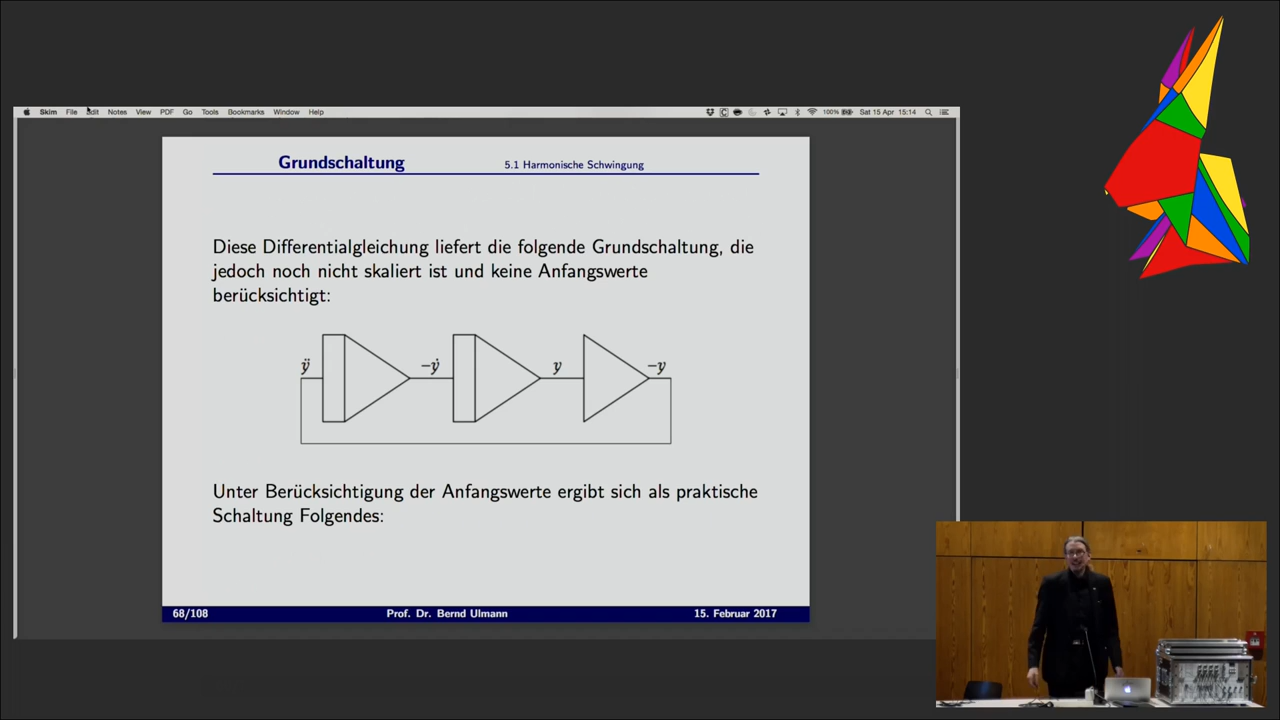 Skim File Edit Notes View PDF Go Tools Bookmarks Window Help 100% Sat 15 Apr 15:14
Grundschaltung 5.1 Harmonische Schwingung
Diese Differentialgleichung liefert die folgende Grundschaltung, die
jedoch noch nicht skaliert ist und keine Anfangswerte
berücksichtigt:
ÿ −ẏ y −y
Unter Berücksichtigung der Anfangswerte ergibt sich als praktische
Schaltung Folgendes:
68/108 Prof. Dr. Bernd Ulmann 15. Februar 2017